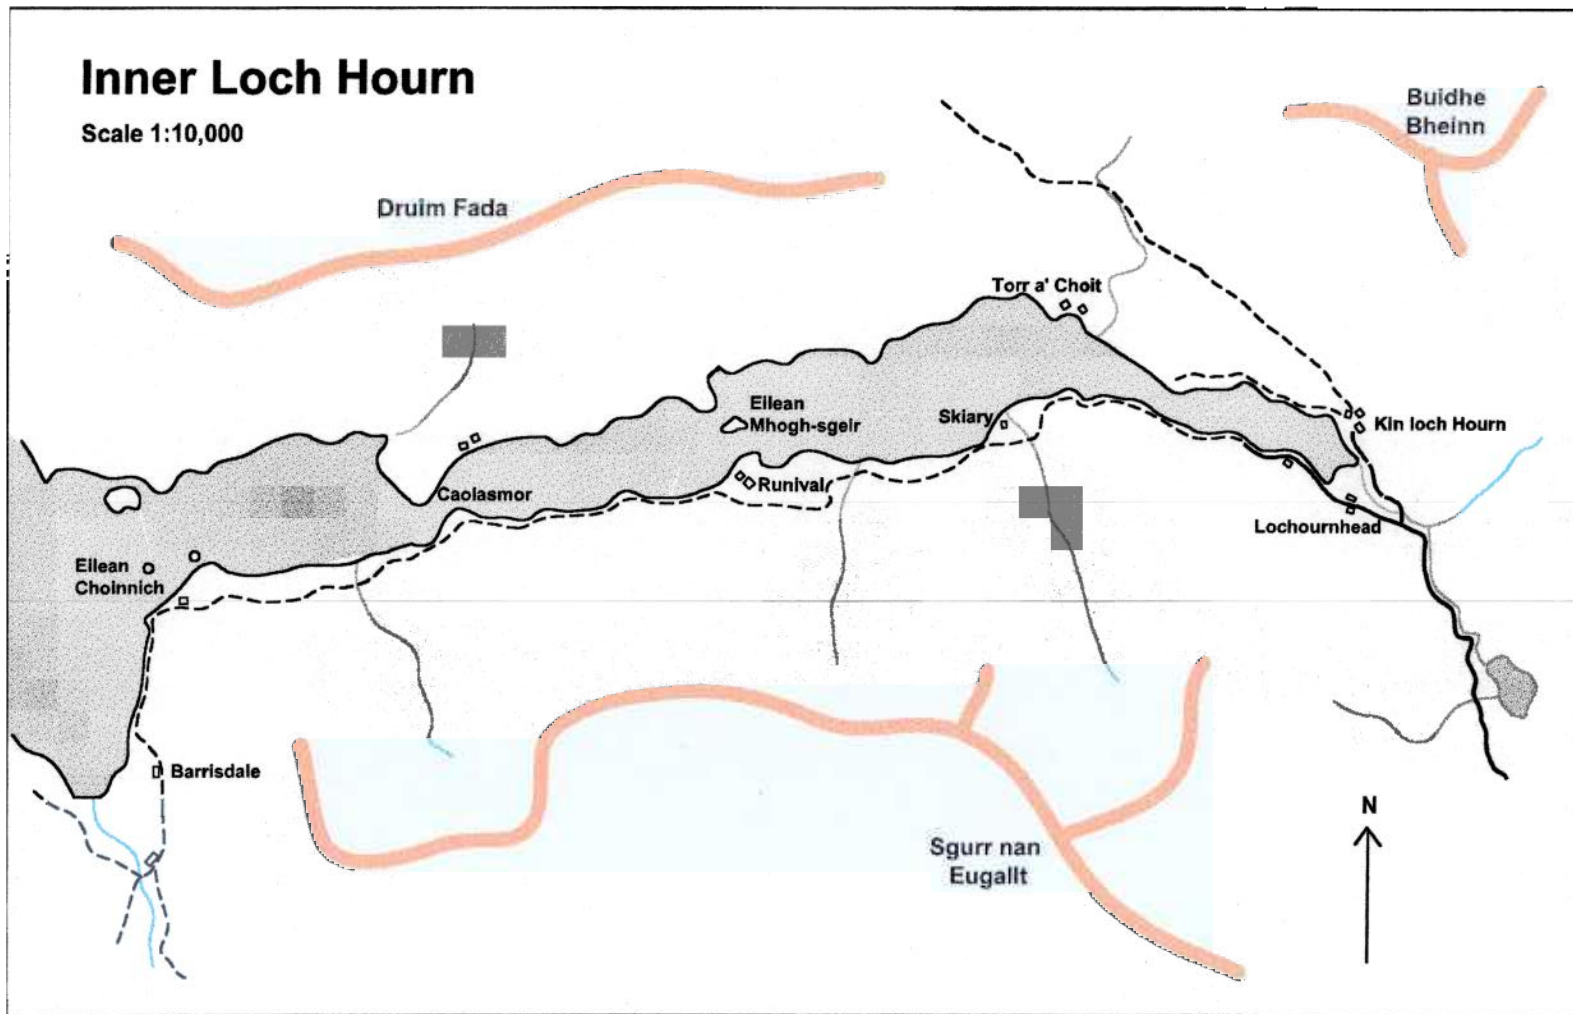 Inner Loch Hourn
Scale 1:10,000
Buidhe
Bheinn
Druim Fada
Torr a' Choit
Eilean
Mhogh-sgeir
Skiary
Kin loch Hourn
Caolasmor
Runival
Lochournhead
Eilean
Choinnich
Barrisdale
N
Sgurr nan
Eugallt